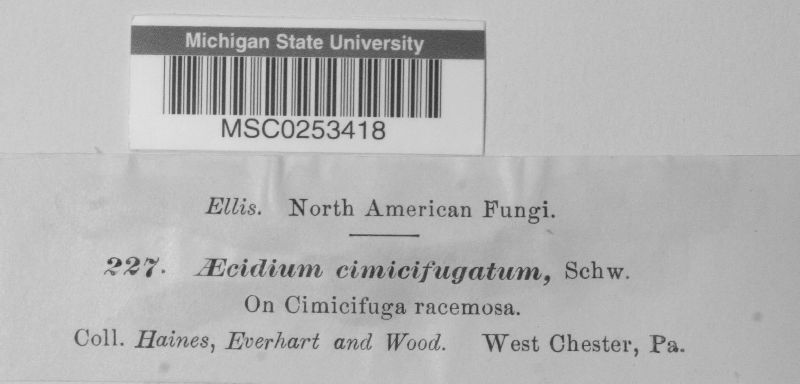 Michigan State University
MSC0253418
Ellis. North American Fungi.
227. Æcidium cimicifugatum, Schw.
On Cimicifuga racemosa.
Coll. Haines, Everhart and Wood. West Chester, Pa.